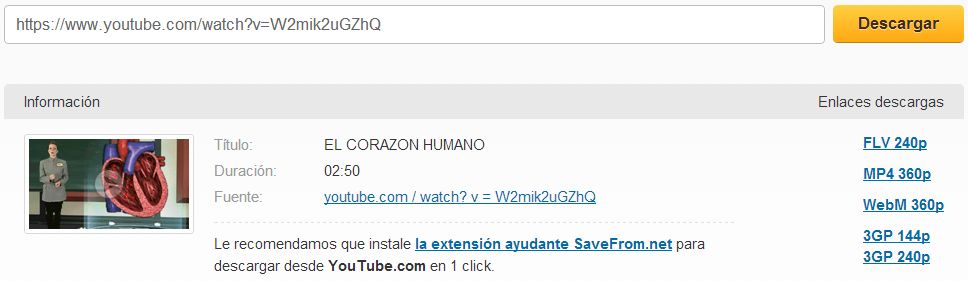 https://www.youtube.com/watch?v=W2mik2uGZhQ
Descargar
Información
Enlaces descargas
Título: EL CORAZON HUMANO
Duración: 02:50
Fuente: youtube.com / watch? v = W2mik2uGZhQ
Le recomendamos que instale la extensión ayudante SaveFrom.net para
descargar desde YouTube.com en 1 click.
FLV 240p
MP4 360p
WebM 360p
3GP 144p
3GP 240p